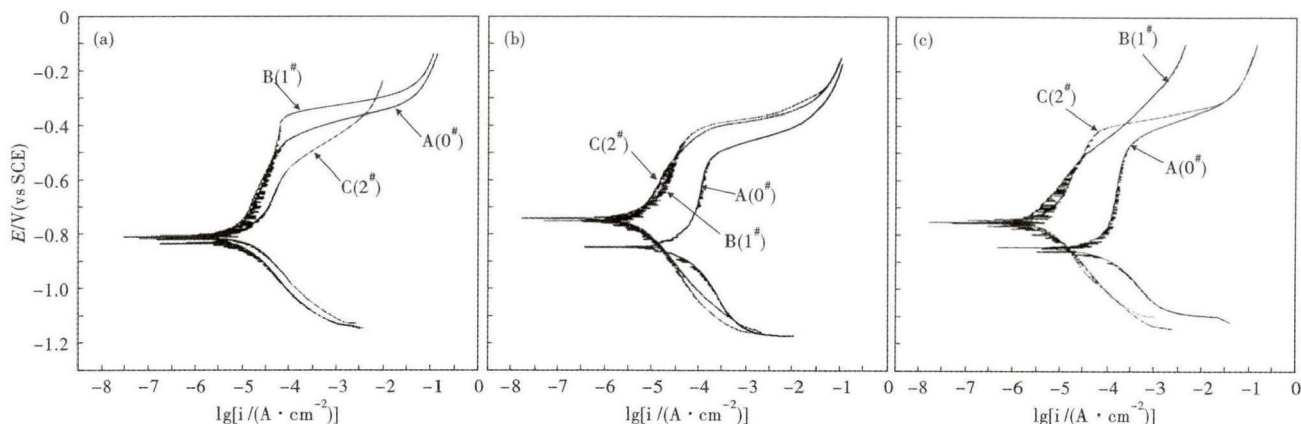 (a)
(b)
(c)
0
−0.2
−0.4
−0.6
−0.8
−1.0
−1.2
E/V(vs SCE)
B(1#)
A(0#)
C(2#)
C(2#)
A(0#)
B(1#)
B(1#)
C(2#)
A(0#)
−8 −7 −6 −5 −4 −3 −2 −1 0
−8 −7 −6 −5 −4 −3 −2 −1 0
−8 −7 −6 −5 −4 −3 −2 −1 0
lg[i/(A·cm−2)]
lg[i/(A·cm−2)]
lg[i/(A·cm−2)]